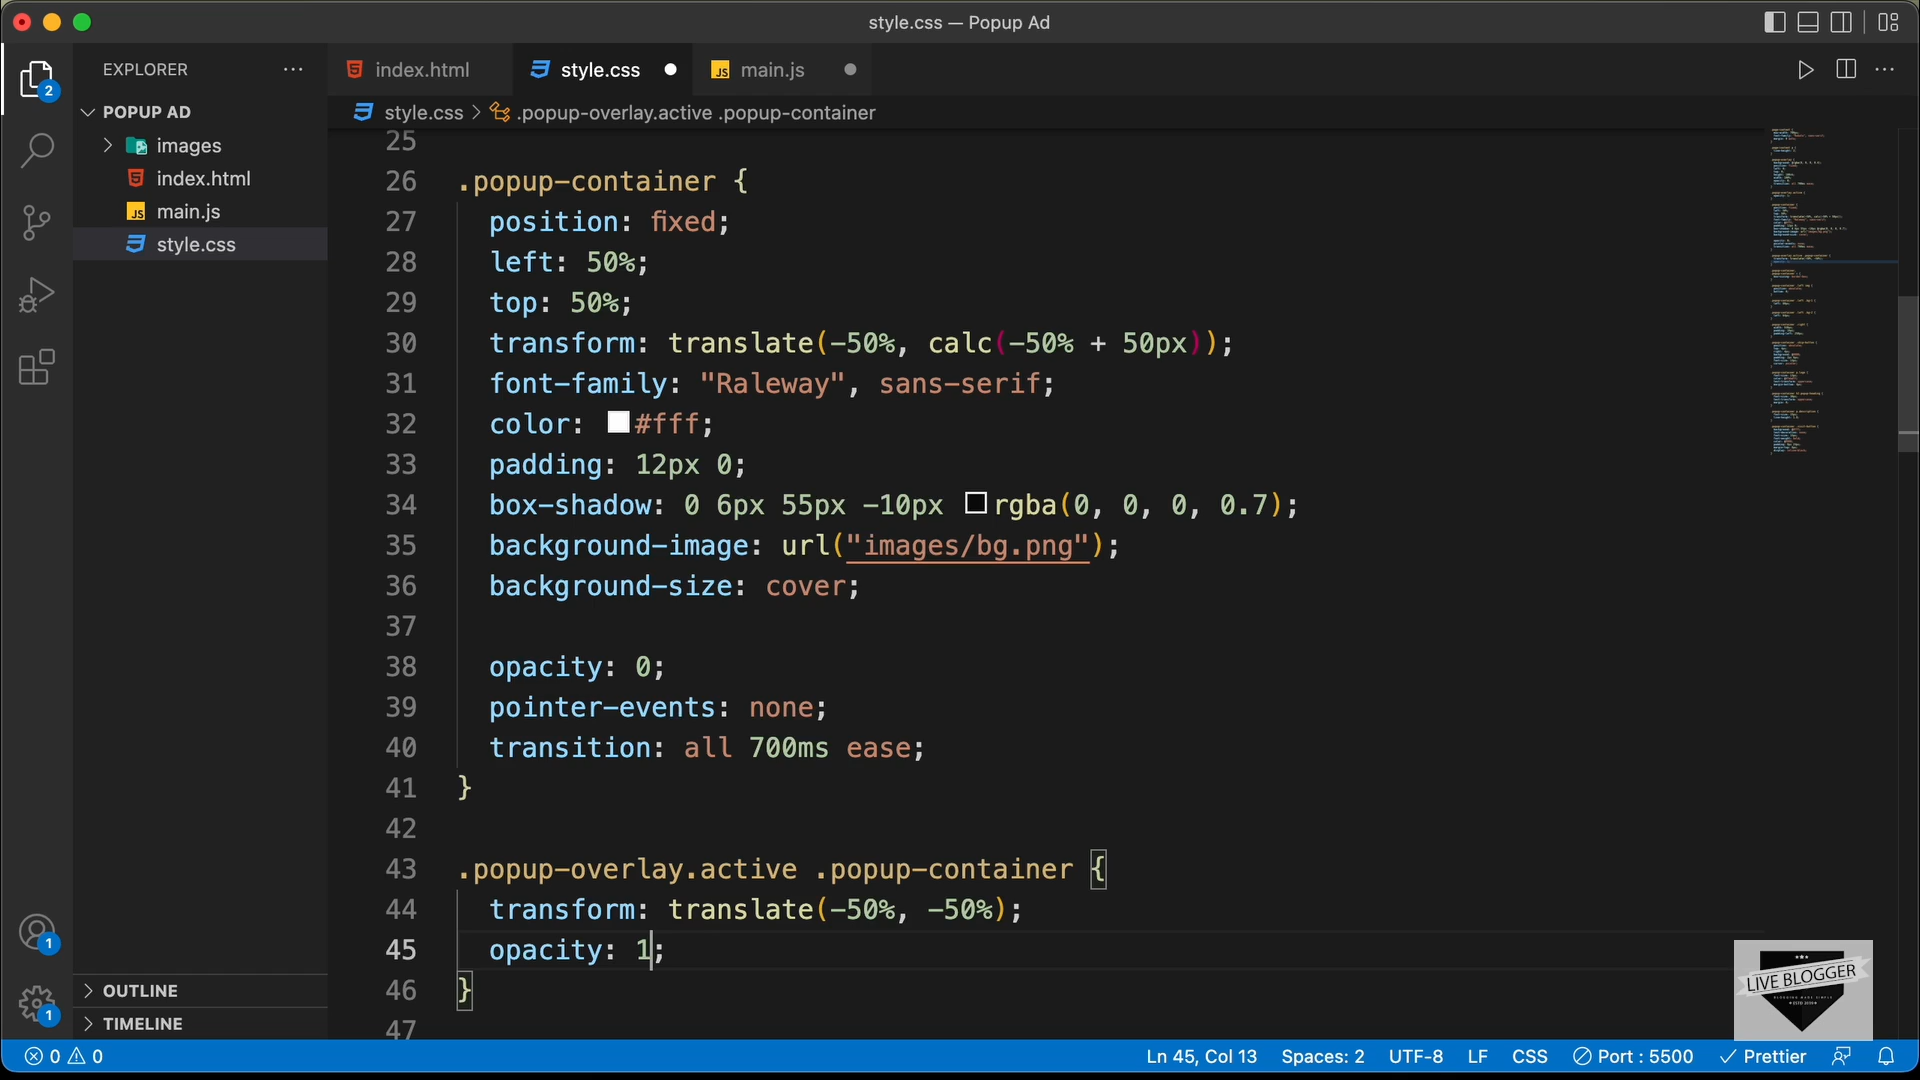 style.css — Popup Ad
EXPLORER
index.html
style.css
JS main.js
2
POPUP AD
style.css > .popup-overlay.active .popup-container
images
index.html
JS main.js
style.css
25
26 .popup-container {
27 position: fixed;
28 left: 50%;
29 top: 50%;
30 transform: translate(-50%, calc(-50% + 50px));
31 font-family: "Raleway", sans-serif;
32 color: #fff;
33 padding: 12px 0;
34 box-shadow: 0 6px 55px -10px rgba(0, 0, 0, 0.7);
35 background-image: url("images/bg.png");
36 background-size: cover;
37
38 opacity: 0;
39 pointer-events: none;
40 transition: all 700ms ease;
41 }
42
43 .popup-overlay.active .popup-container {
44 transform: translate(-50%, -50%);
45 opacity: 1;
46 }
47
1
1
OUTLINE
TIMELINE
LIVE BLOGGER
0 0
Ln 45, Col 13 Spaces: 2 UTF-8 LF CSS Port : 5500 Prettier